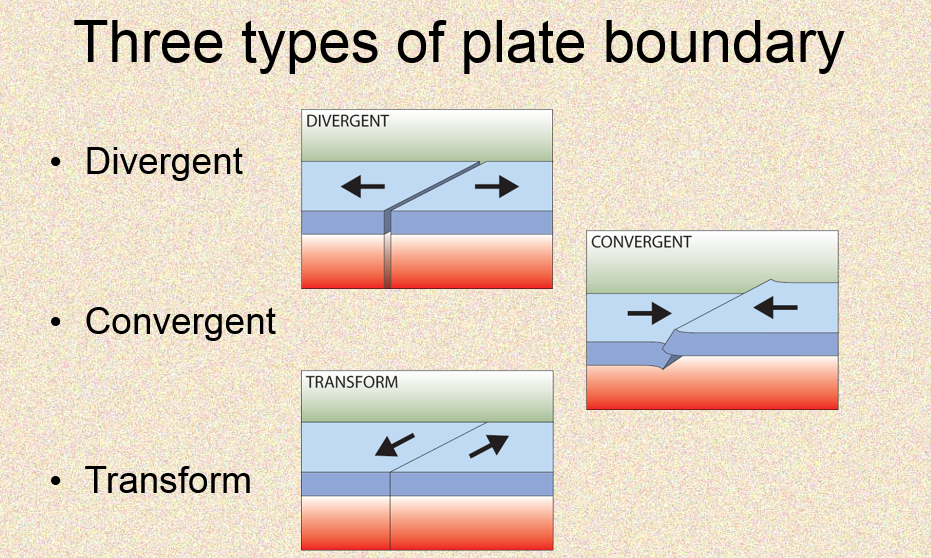 Three types of plate boundary
• Divergent
DIVERGENT
CONVERGENT
• Convergent
TRANSFORM
• Transform